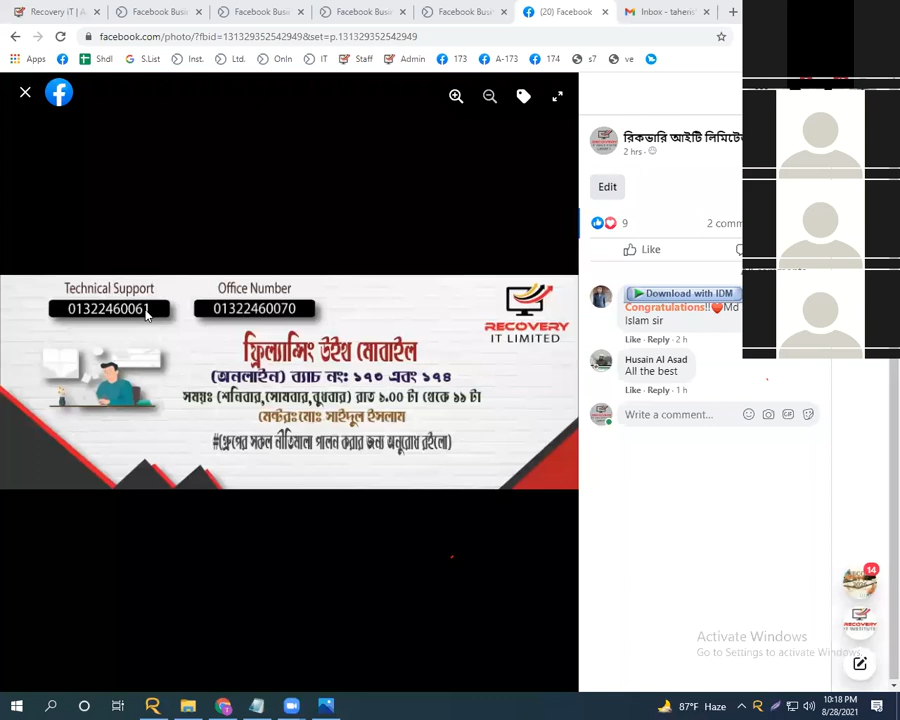 Recovery iT | A
Facebook Busi
Facebook Busi
Facebook Busi
Facebook Busi
(20) Facebook
Inbox - taheris
facebook.com/photo/?fbid=131329352542949&set=p.131329352542949
Apps
Shdl
S.List
Inst.
Ltd.
OnIn
IT
Staff
Admin
173
A-173
174
s7
ve
রিকভারি আইটি লিমিটেড
2 hrs
Edit
9
2 comm
Like
Technical Support
01322460061
Office Number
01322460070
RECOVERY
IT LIMITED
ফ্রিল্যান্সিং উইথ মোবাইল
(অনলাইন) ব্যাচ নং: ১৭৩ এবং ১৭৪
সময়ঃ (শনিবার,সোমবার,বুধবার) রাত ৯.০০ টা থেকে ১১ টা
মেন্টরঃমোঃ সাইদুল ইসলাম
#(গ্রুপের সকল নীতিমালা পালন করার জন্য অনুরোধ রইলো)
Download with IDM
Congratulations!!❤Md
Islam sir
Like · Reply · 2 h
Husain Al Asad
All the best
Like · Reply · 1 h
Write a comment...
14
RECOVERY
Activate Windows
Go to Settings to activate Windows.
87°F Haze
10:18 PM
8/28/2021